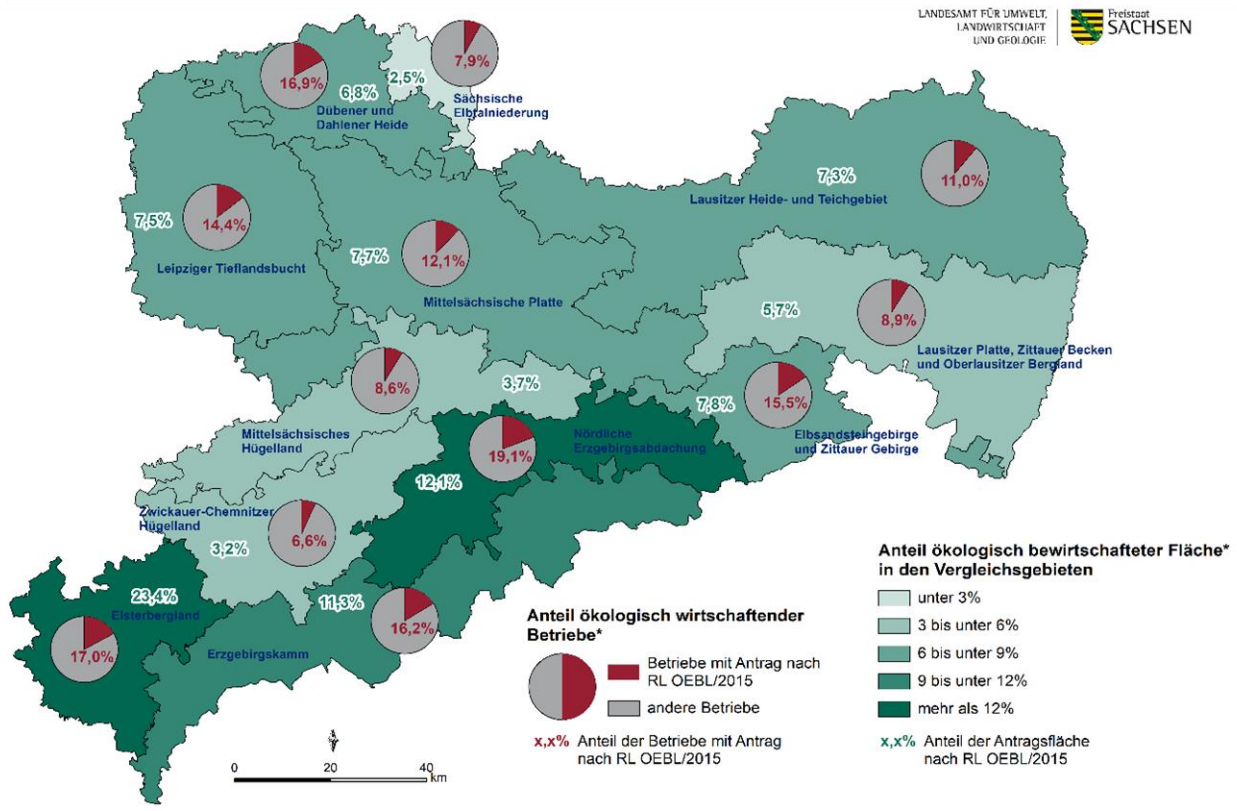 LANDESAMT FÜR UMWELT,
LANDWIRTSCHAFT
UND GEOLOGIE
Freistaat
SACHSEN
16,9%
6,8%
Dübener und
Dahlener Heide
2,5%
7,9%
Sächsische
Elbtalniederung
7,3%
11,0%
Lausitzer Heide- und Teichgebiet
7,5%
14,4%
Leipziger Tieflandsbucht
7,7%
12,1%
Mittelsächsische Platte
5,7%
8,9%
Lausitzer Platte, Zittauer Becken
und Oberlausitzer Bergland
8,6%
3,7%
Mittelsächsisches
Hügelland
7,8%
15,5%
Elbsandsteingebirge
und Zittauer Gebirge
Nördliche
Erzgebirgsabdachung
19,1%
12,1%
Zwickauer-Chemnitzer
Hügelland
3,2%
6,6%
23,4%
Elsterbergland
17,0%
11,3%
16,2%
Erzgebirgskamm
0 20 40
km
Anteil ökologisch wirtschaftender
Betriebe*
Betriebe mit Antrag nach
RL OEBL/2015
andere Betriebe
x,x% Anteil der Betriebe mit Antrag
nach RL OEBL/2015
Anteil ökologisch bewirtschafteter Fläche*
in den Vergleichsgebieten
unter 3%
3 bis unter 6%
6 bis unter 9%
9 bis unter 12%
mehr als 12%
x,x% Anteil der Antragsfläche
nach RL OEBL/2015